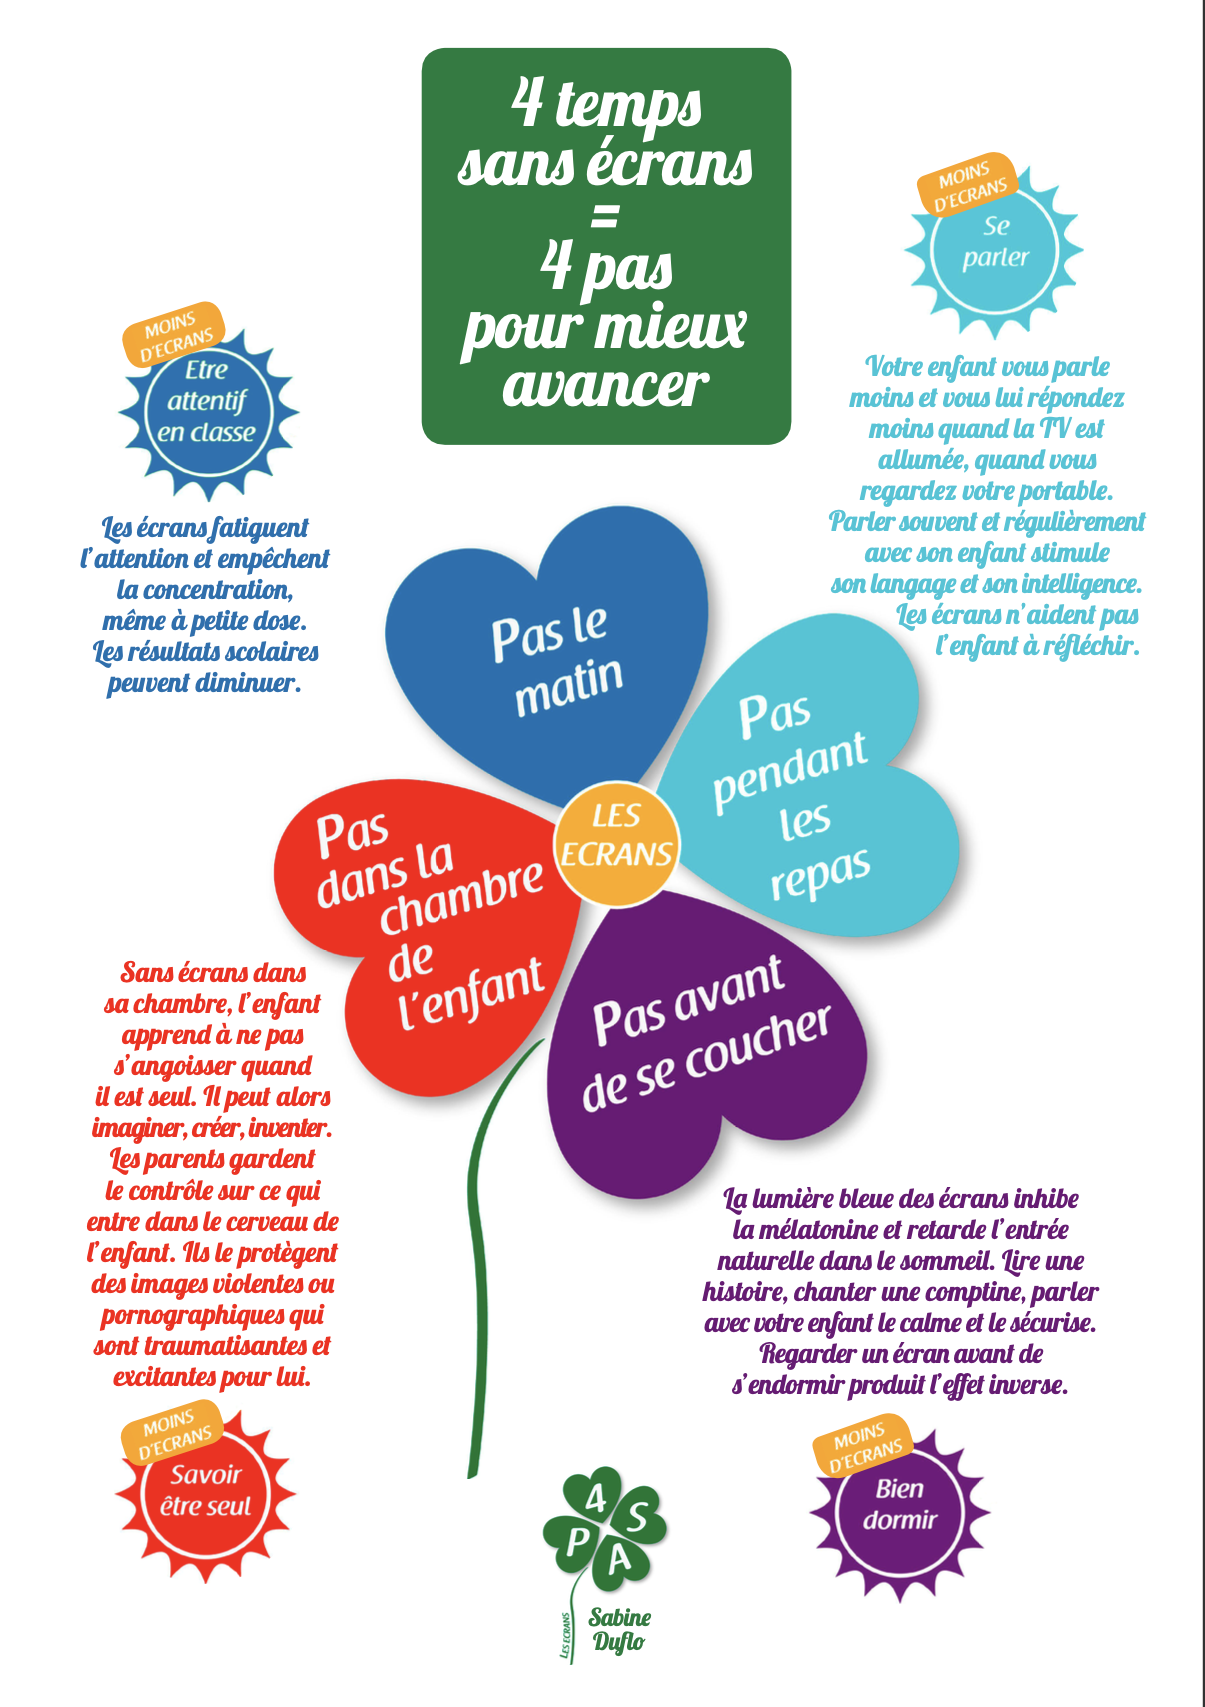 4 temps
sans écrans
=
4 pas
pour mieux
avancer
MOINS
D'ECRANS
Etre
attentif
en classe
Les écrans fatiguent
l'attention et empêchent
la concentration,
même à petite dose.
Les résultats scolaires
peuvent diminuer.
MOINS
D'ECRANS
Se
parler
Votre enfant vous parle
moins et vous lui répondez
moins quand la TV est
allumée, quand vous
regardez votre portable.
Parler souvent et régulièrement
avec son enfant stimule
son langage et son intelligence.
Les écrans n'aident pas
l'enfant à réfléchir.
Pas le
matin
Pas
pendant
les
repas
LES
ECRANS
Pas
dans la
chambre
de
l'enfant
Pas avant
de se coucher
Sans écrans dans
sa chambre, l'enfant
apprend à ne pas
s'angoisser quand
il est seul. Il peut alors
imaginer, créer, inventer.
Les parents gardent
le contrôle sur ce qui
entre dans le cerveau de
l'enfant. Ils le protègent
des images violentes ou
pornographiques qui
sont traumatisantes et
excitantes pour lui.
MOINS
D'ECRANS
Savoir
être seul
La lumière bleue des écrans inhibe
la mélatonine et retarde l'entrée
naturelle dans le sommeil. Lire une
histoire, chanter une comptine, parler
avec votre enfant le calme et le sécurise.
Regarder un écran avant de
s'endormir produit l'effet inverse.
MOINS
D'ECRANS
Bien
dormir
4
P A S
LES ECRANS
Sabine
Duflo